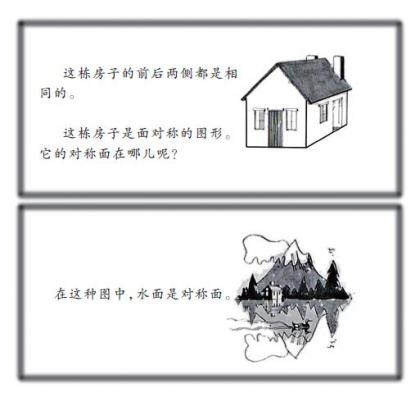 这栋房子的前后两侧都是相
同的。
这栋房子是面对称的图形。
它的对称面在哪儿呢？
在这种图中，水面是对称面。